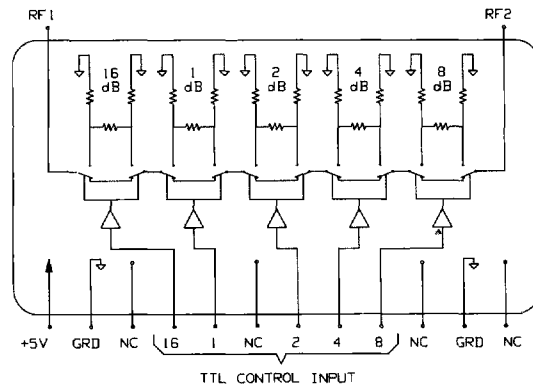 RF1 RF2
16 dB 1 dB 2 dB 4 dB 8 dB
+5V GRD NC 16 1 NC 2 4 8 NC GRD NC
TTL CONTROL INPUT